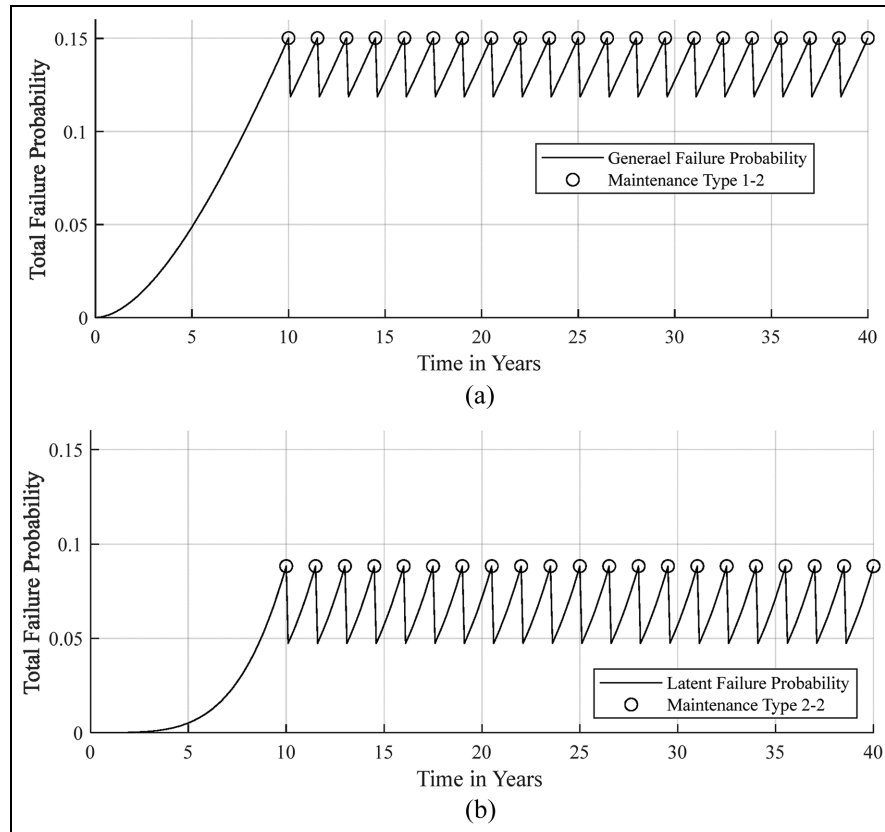 0.15
0.1
0.05
0
Total Failure Probability
Generael Failure Probability
Maintenance Type 1-2
0 5 10 15 20 25 30 35 40
Time in Years
(a)
0.15
0.1
0.05
0
Total Failure Probability
Latent Failure Probability
Maintenance Type 2-2
0 5 10 15 20 25 30 35 40
Time in Years
(b)